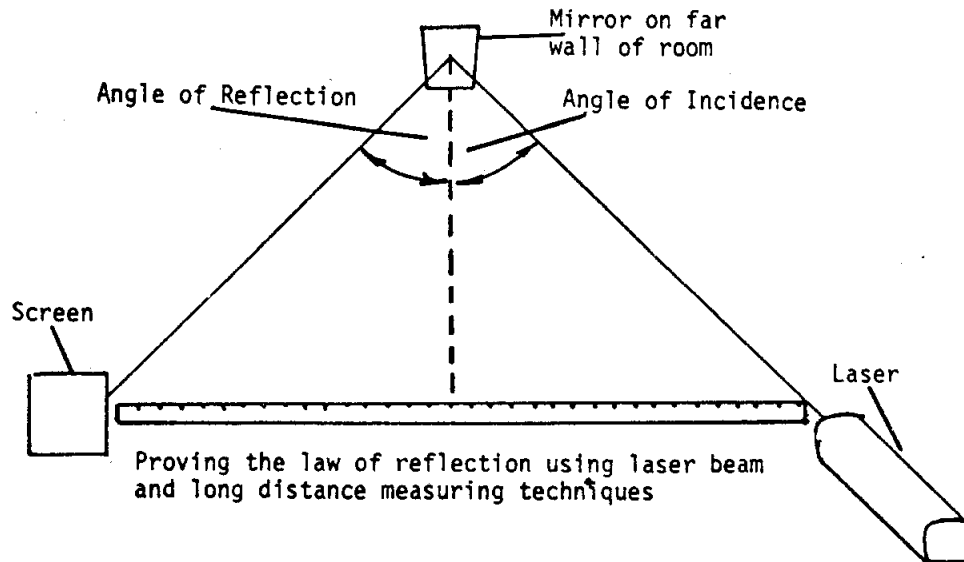 Mirror on far
wall of room
Angle of Reflection
Angle of Incidence
Screen
Laser
Proving the law of reflection using laser beam
and long distance measuring techniques